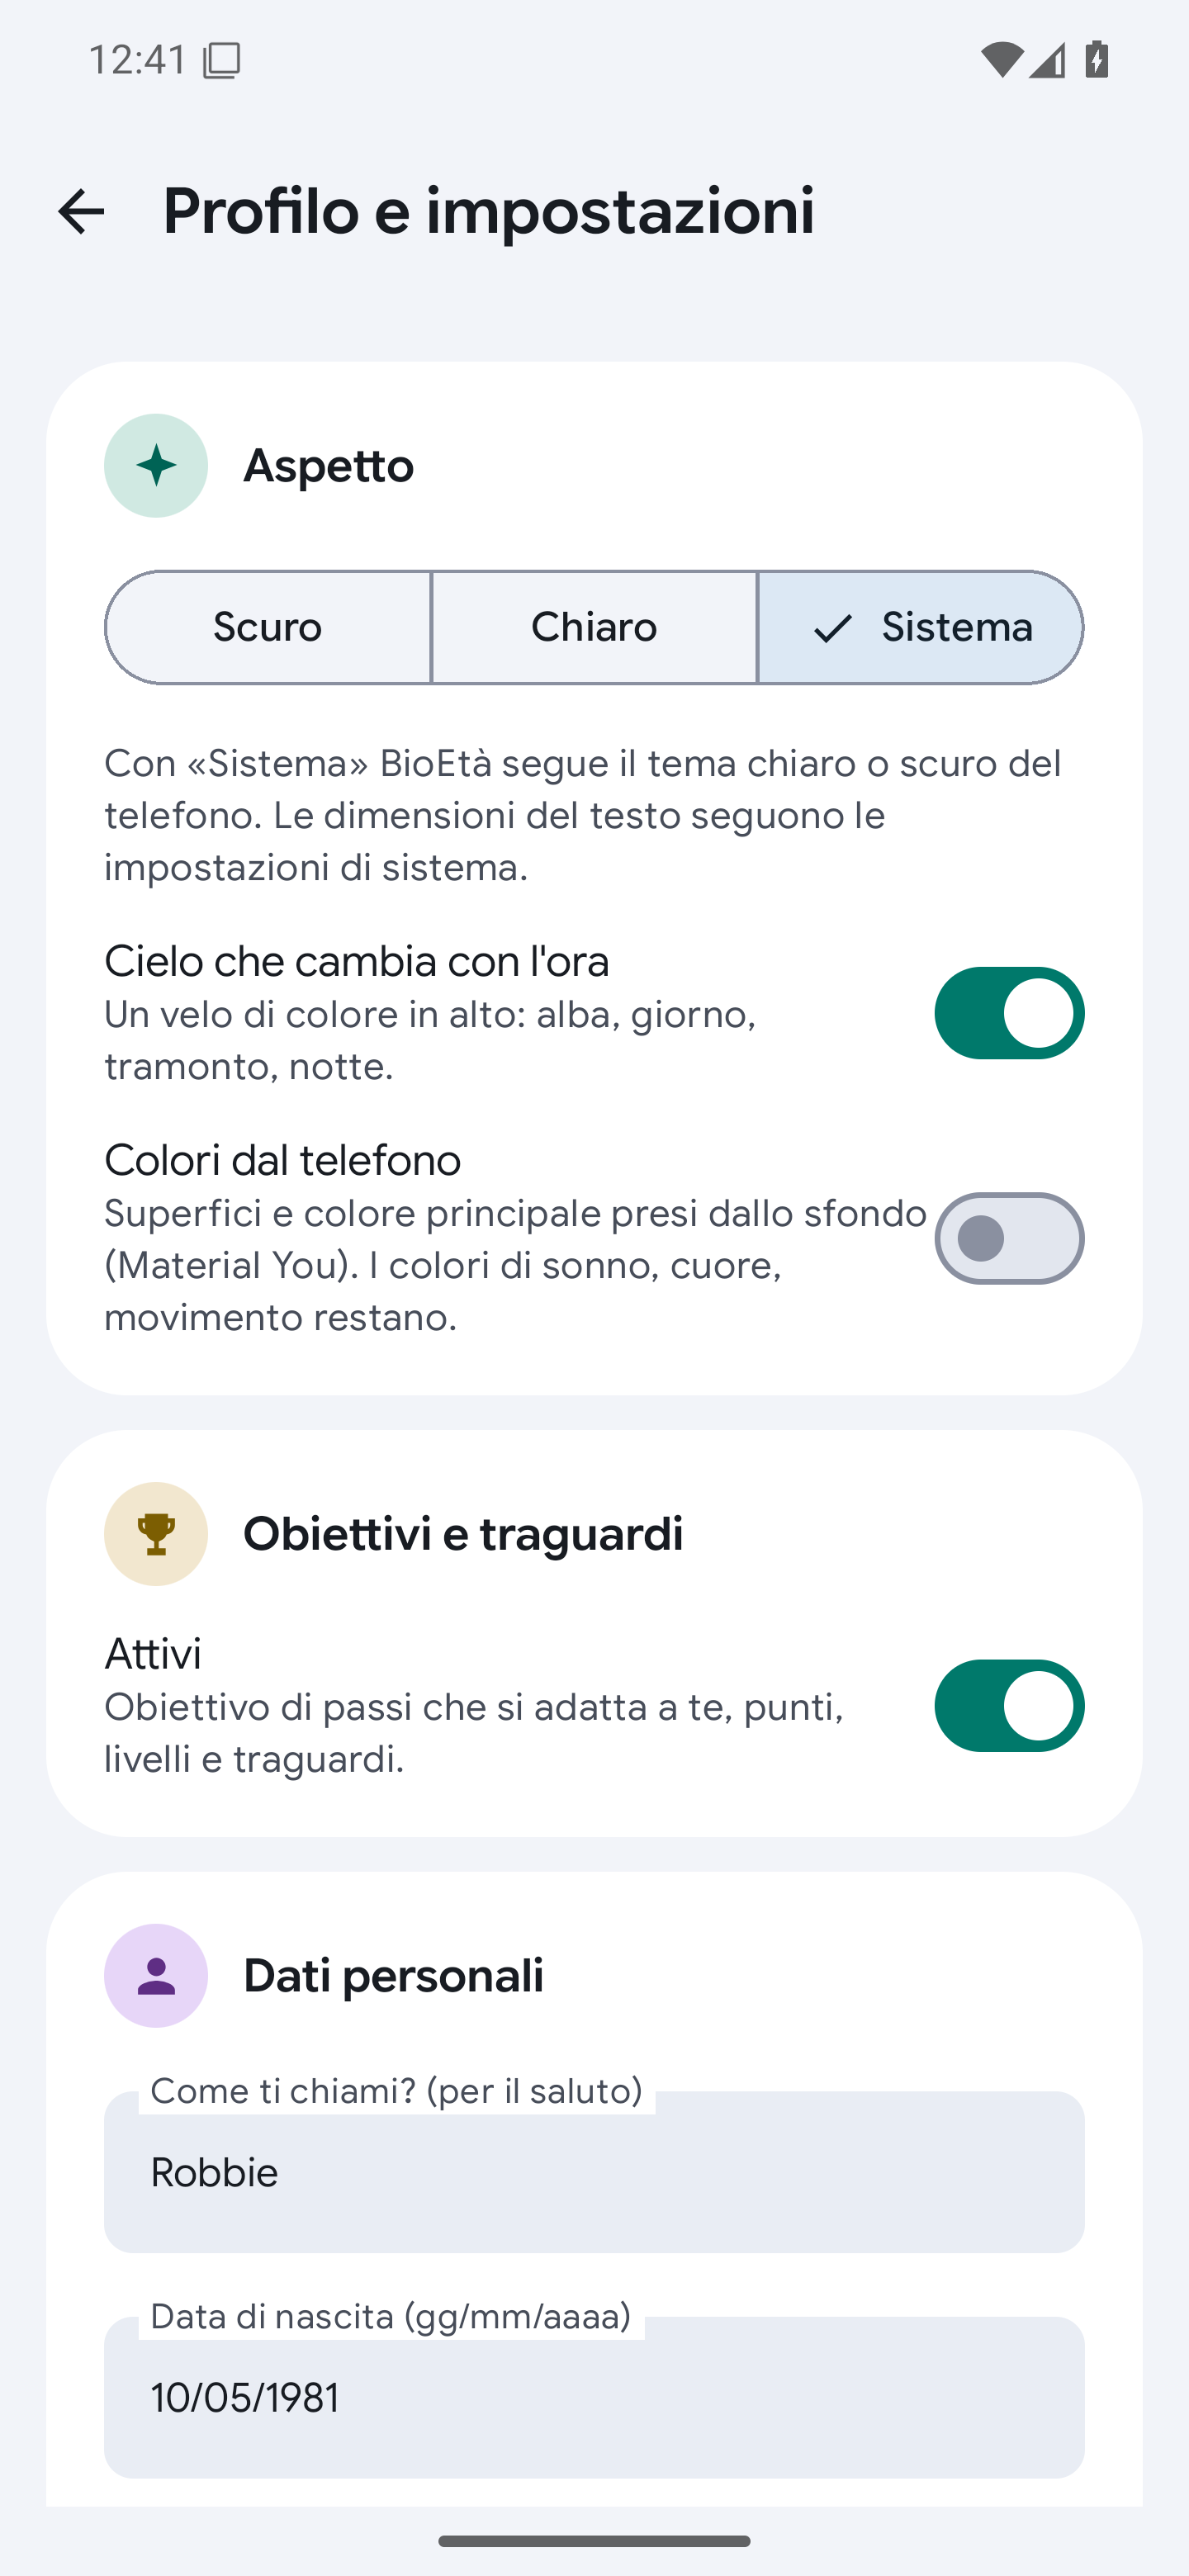 12:41
Profilo e impostazioni
Aspetto
Scuro
Chiaro
Sistema
Con «Sistema» BioEtà segue il tema chiaro o scuro del
telefono. Le dimensioni del testo seguono le
impostazioni di sistema.
Cielo che cambia con l'ora
Un velo di colore in alto: alba, giorno,
tramonto, notte.
Colori dal telefono
Superfici e colore principale presi dallo sfondo
(Material You). I colori di sonno, cuore,
movimento restano.
Obiettivi e traguardi
Attivi
Obiettivo di passi che si adatta a te, punti,
livelli e traguardi.
Dati personali
Come ti chiami? (per il saluto)
Robbie
Data di nascita (gg/mm/aaaa)
10/05/1981